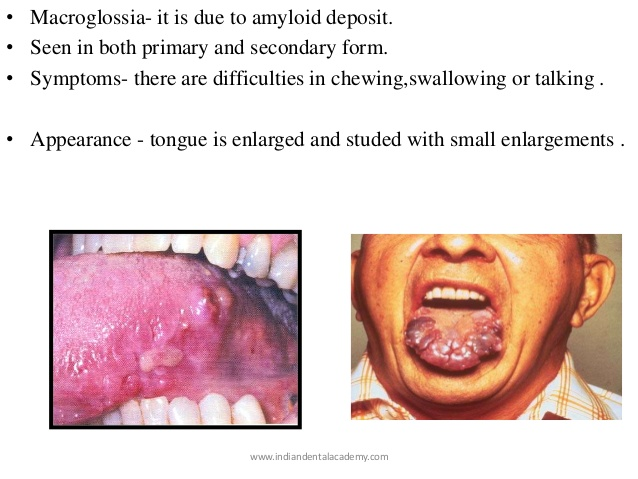 • Macroglossia- it is due to amyloid deposit.
• Seen in both primary and secondary form.
• Symptoms- there are difficulties in chewing,swallowing or talking .
• Appearance - tongue is enlarged and studed with small enlargements .
www.indiandentalacademy.com